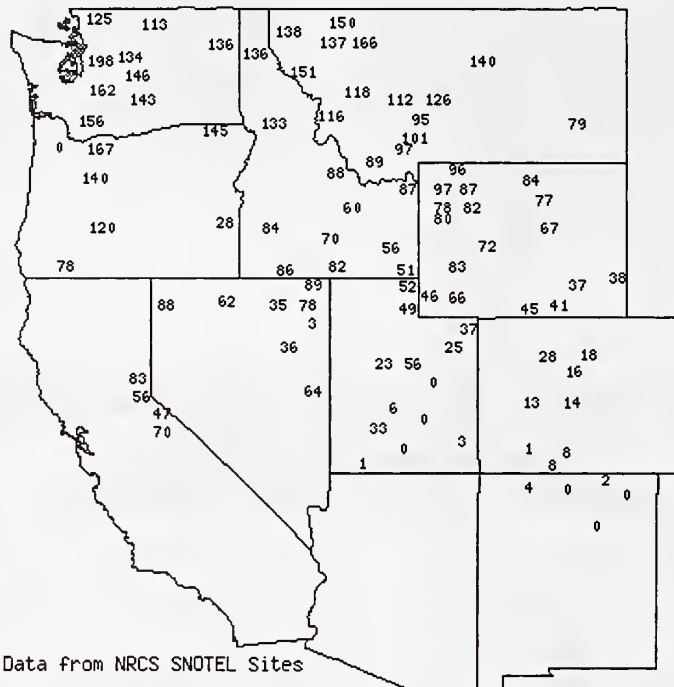 125 113 138 150
136 137 166
198 134 136 140
146 151
162 143 118 112 126
156 116 95
0 167 145 133 101 79
97
140 88 89 96
87 97 87 84
60 78 82 77
120 28 84 80 67
70 56 72
78 86 82 51 83 38
89 52 37
88 62 35 78 49 46 66 45 41
3 37
36 25 28 18
23 56 16
83 64 0
56 6 13 14
47 33 0
70 0 3 1 8
1 8
4 0 2 0
0
Data from NRCS SNOTEL Sites